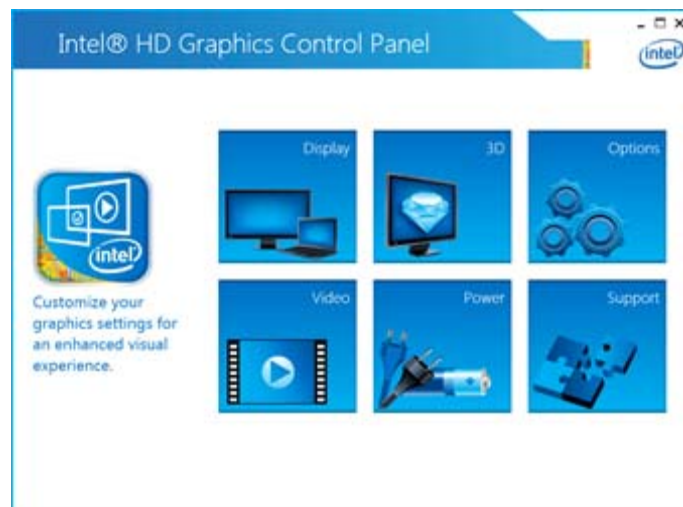 Intel® HD Graphics Control Panel
intel
Display
3D
Options
intel
Customize your
graphics settings for
an enhanced visual
experience.
Video
Power
Support